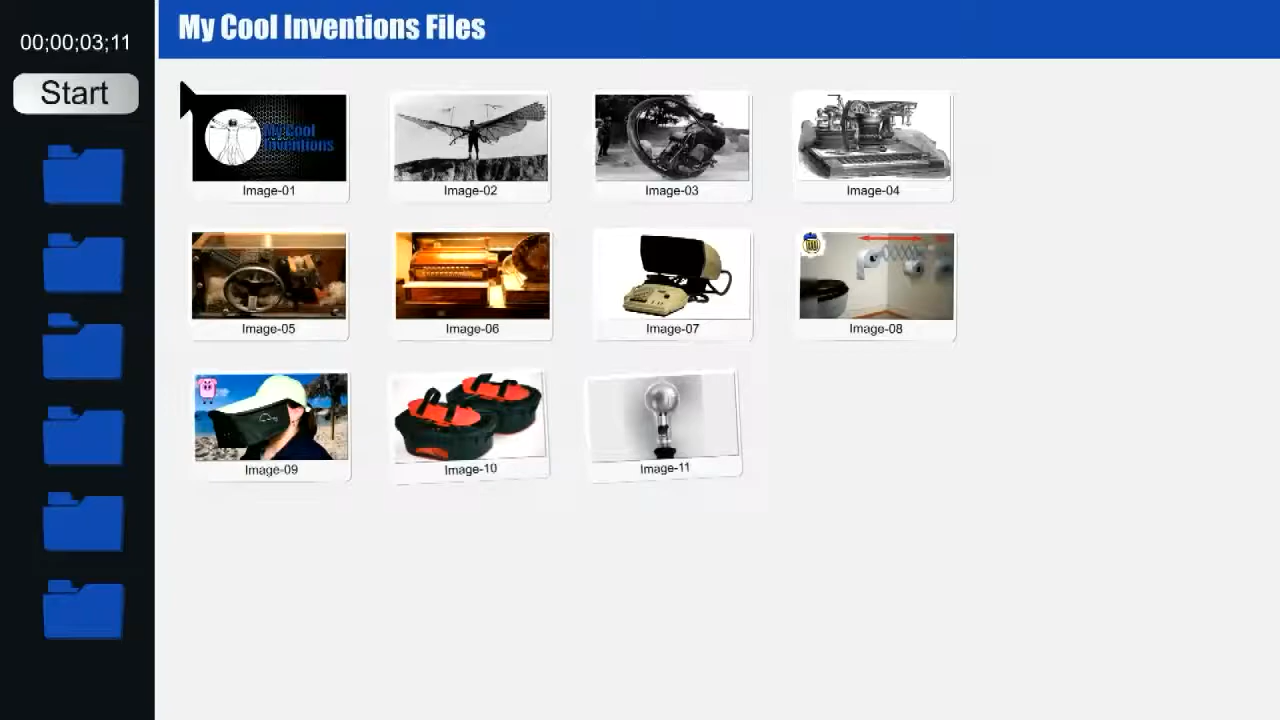 My Cool Inventions Files
00;00;03;11
Start
My Cool
Inventions
Image-01
Image-02
Image-03
Image-04
Image-05
Image-06
Image-07
Image-08
Image-09
Image-10
Image-11